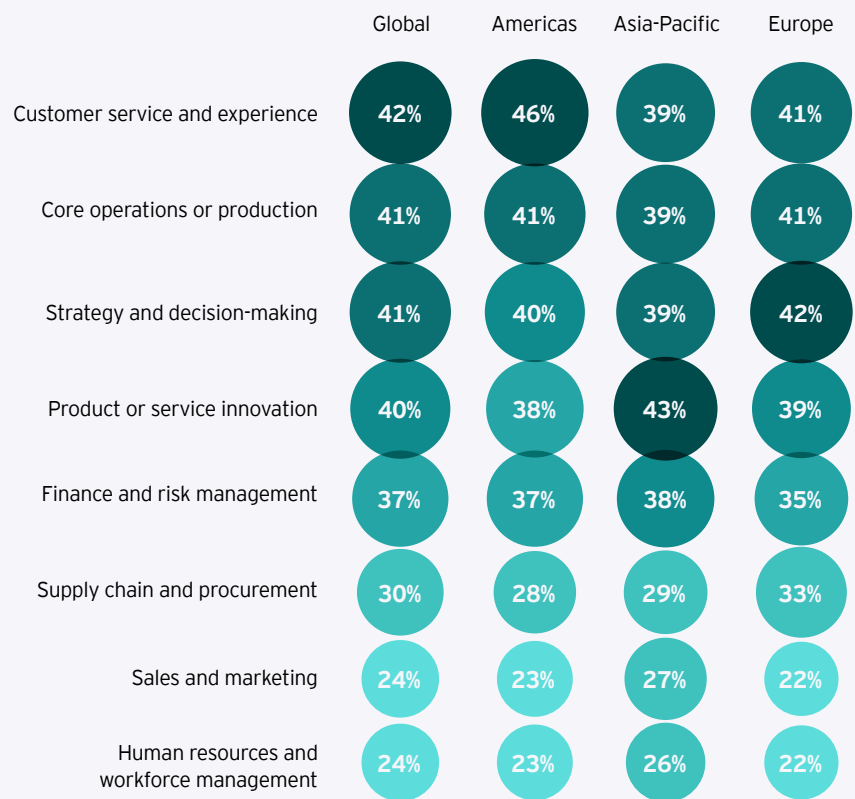 Global Americas Asia-Pacific Europe
Customer service and experience 42% 46% 39% 41%
Core operations or production 41% 41% 39% 41%
Strategy and decision-making 41% 40% 39% 42%
Product or service innovation 40% 38% 43% 39%
Finance and risk management 37% 37% 38% 35%
Supply chain and procurement 30% 28% 29% 33%
Sales and marketing 24% 23% 27% 22%
Human resources and
workforce management 24% 23% 26% 22%